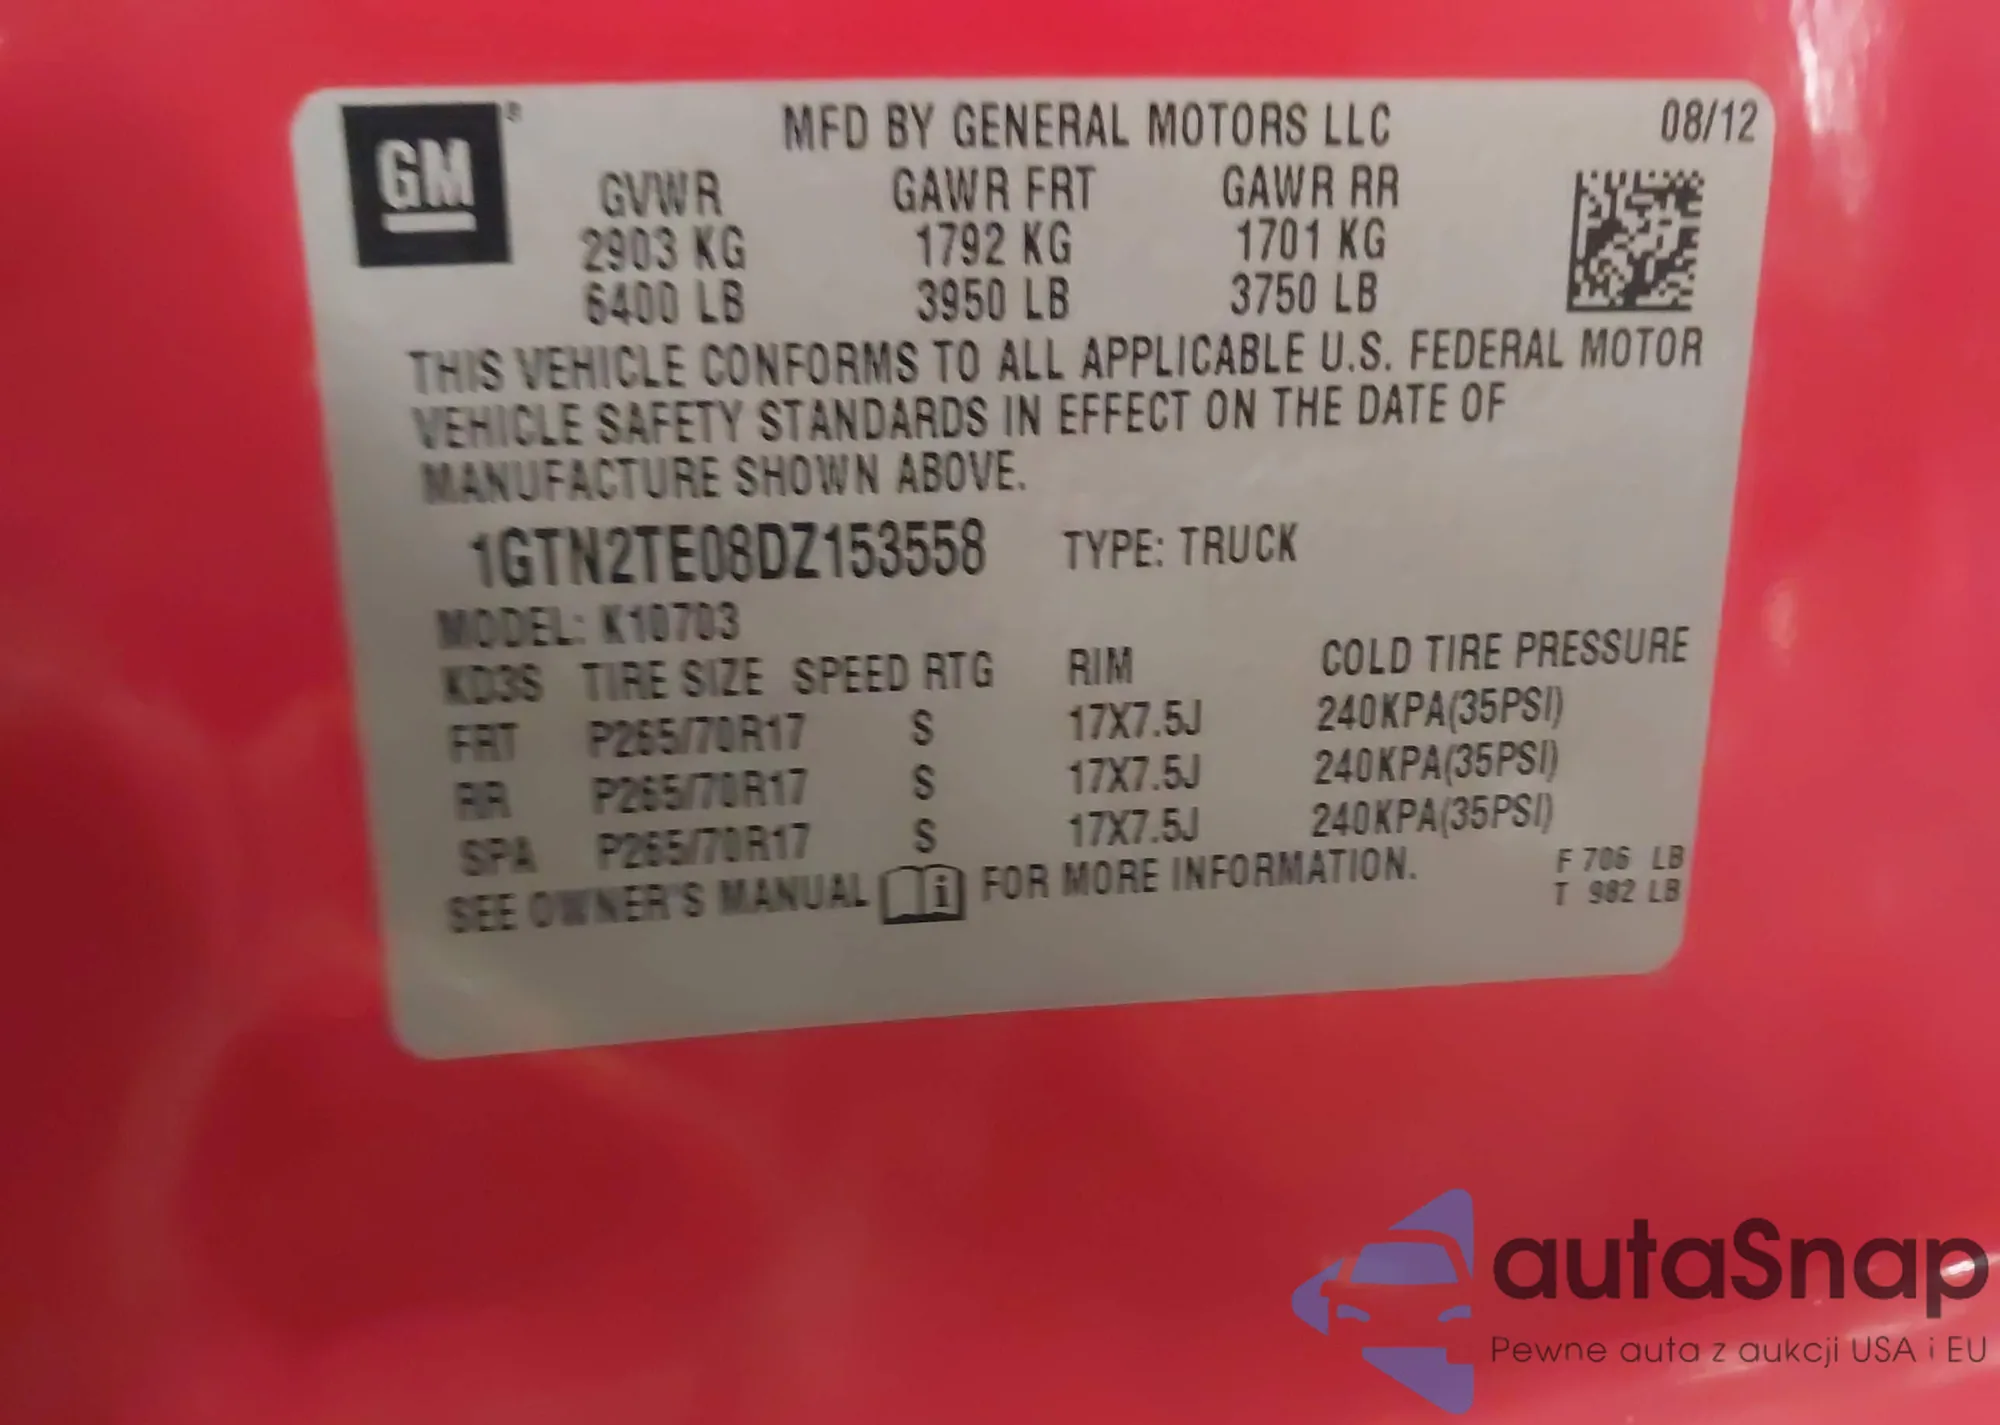 GM®
MFD BY GENERAL MOTORS LLC 08/12
GVWR GAWR FRT GAWR RR
2903 KG 1792 KG 1701 KG
6400 LB 3950 LB 3750 LB
THIS VEHICLE CONFORMS TO ALL APPLICABLE U.S. FEDERAL MOTOR
VEHICLE SAFETY STANDARDS IN EFFECT ON THE DATE OF
MANUFACTURE SHOWN ABOVE.
1GTN2TE08DZ153558 TYPE: TRUCK
MODEL: K10703
KD3S TIRE SIZE SPEED RTG RIM COLD TIRE PRESSURE
FRT P265/70R17 S 17X7.5J 240KPA(35PSI)
RR P265/70R17 S 17X7.5J 240KPA(35PSI)
SPA P265/70R17 S 17X7.5J 240KPA(35PSI)
SEE OWNER'S MANUAL i FOR MORE INFORMATION.
F 706 LB
T 982 LB
autaSnap
Pewne auta z aukcji USA i EU